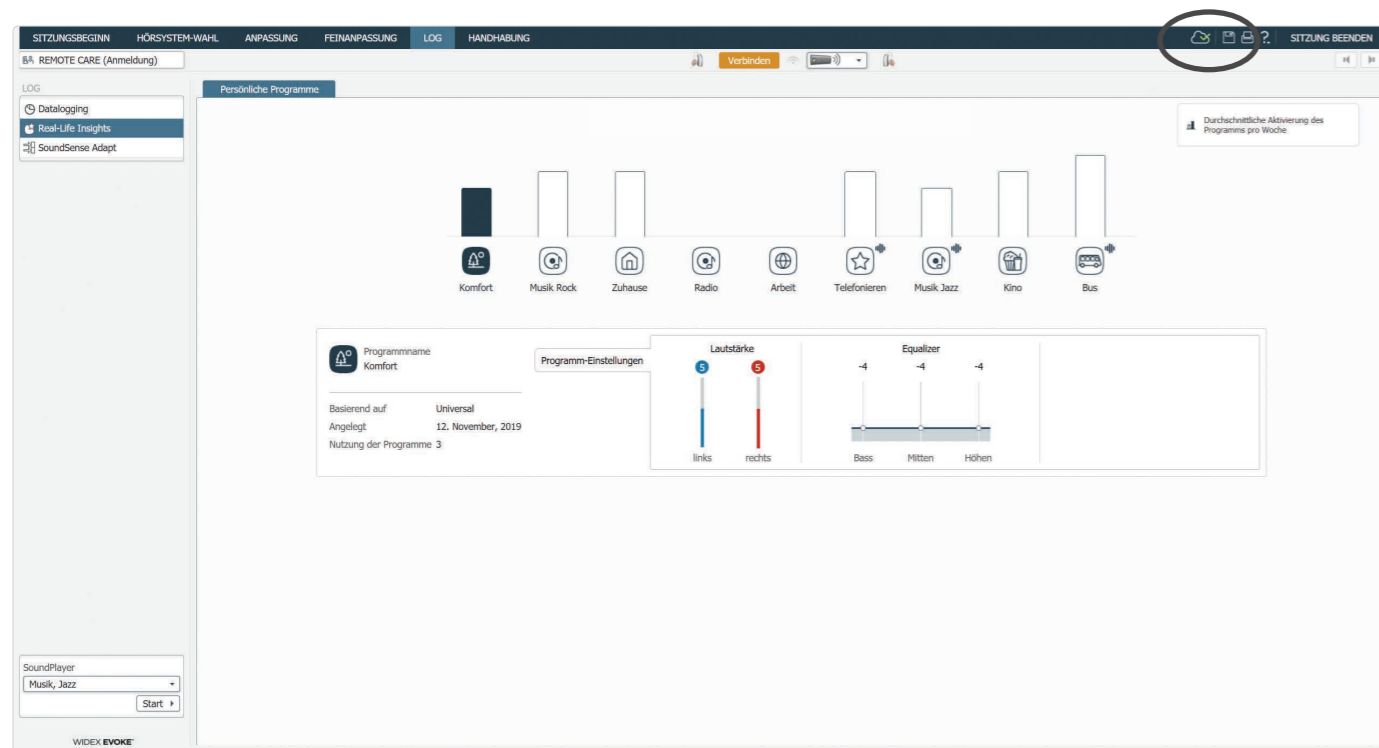 SITZUNGSBEGINN HÖRSYSTEM-WAHL ANPASSUNG FEINANPASSUNG LOG HANDHABUNG ? SITZUNG BEENDEN
REMOTE CARE (Anmeldung) Verbinden
LOG
Persönliche Programme
Datalogging
Real-Life Insights
SoundSense Adapt
Durchschnittliche Aktivierung des
Programms pro Woche
Komfort Musik Rock Zuhause Radio Arbeit Telefonieren Musik Jazz Kino Bus
Programmname
Komfort
Basierend auf Universal
Angelegt 12. November, 2019
Nutzung der Programme 3
Programm-Einstellungen
Lautstärke
5 5
links rechts
Equalizer
-4 -4 -4
Bass Mitten Höhen
SoundPlayer
Musik, Jazz
Start
WIDEX EVOKE™